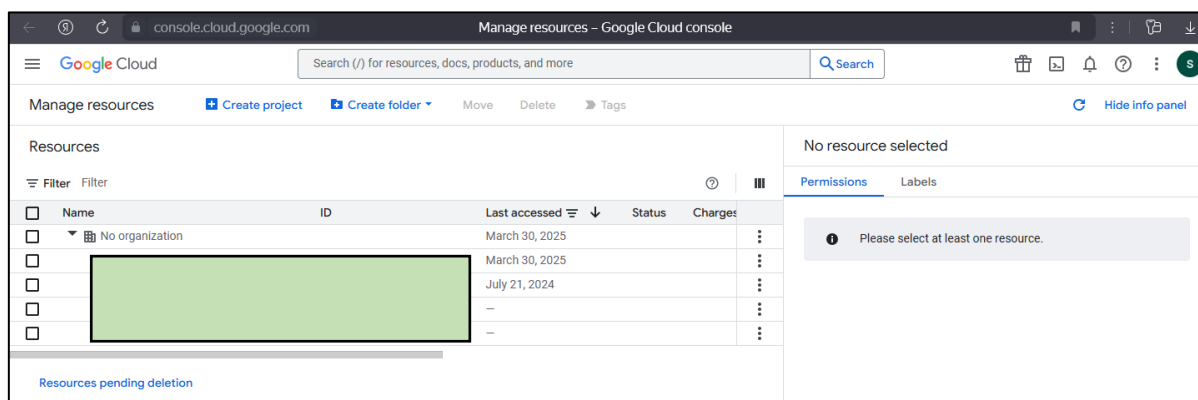 console.cloud.google.com Manage resources – Google Cloud console
Google Cloud Search (/) for resources, docs, products, and more Search S
Manage resources Create project Create folder Move Delete Tags Hide info panel
Resources
Filter Filter
Name ID Last accessed Status Charges
No organization March 30, 2025
March 30, 2025
July 21, 2024
–
–
Resources pending deletion
No resource selected
Permissions Labels
Please select at least one resource.